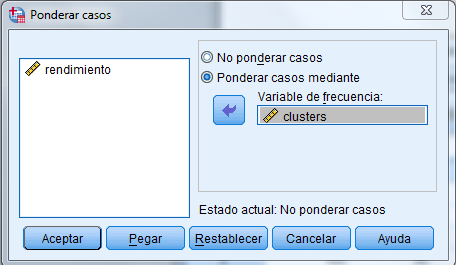 Ponderar casos
rendimiento
No ponderar casos
Ponderar casos mediante
Variable de frecuencia:
clusters
Estado actual: No ponderar casos
Aceptar
Pegar
Restablecer
Cancelar
Ayuda